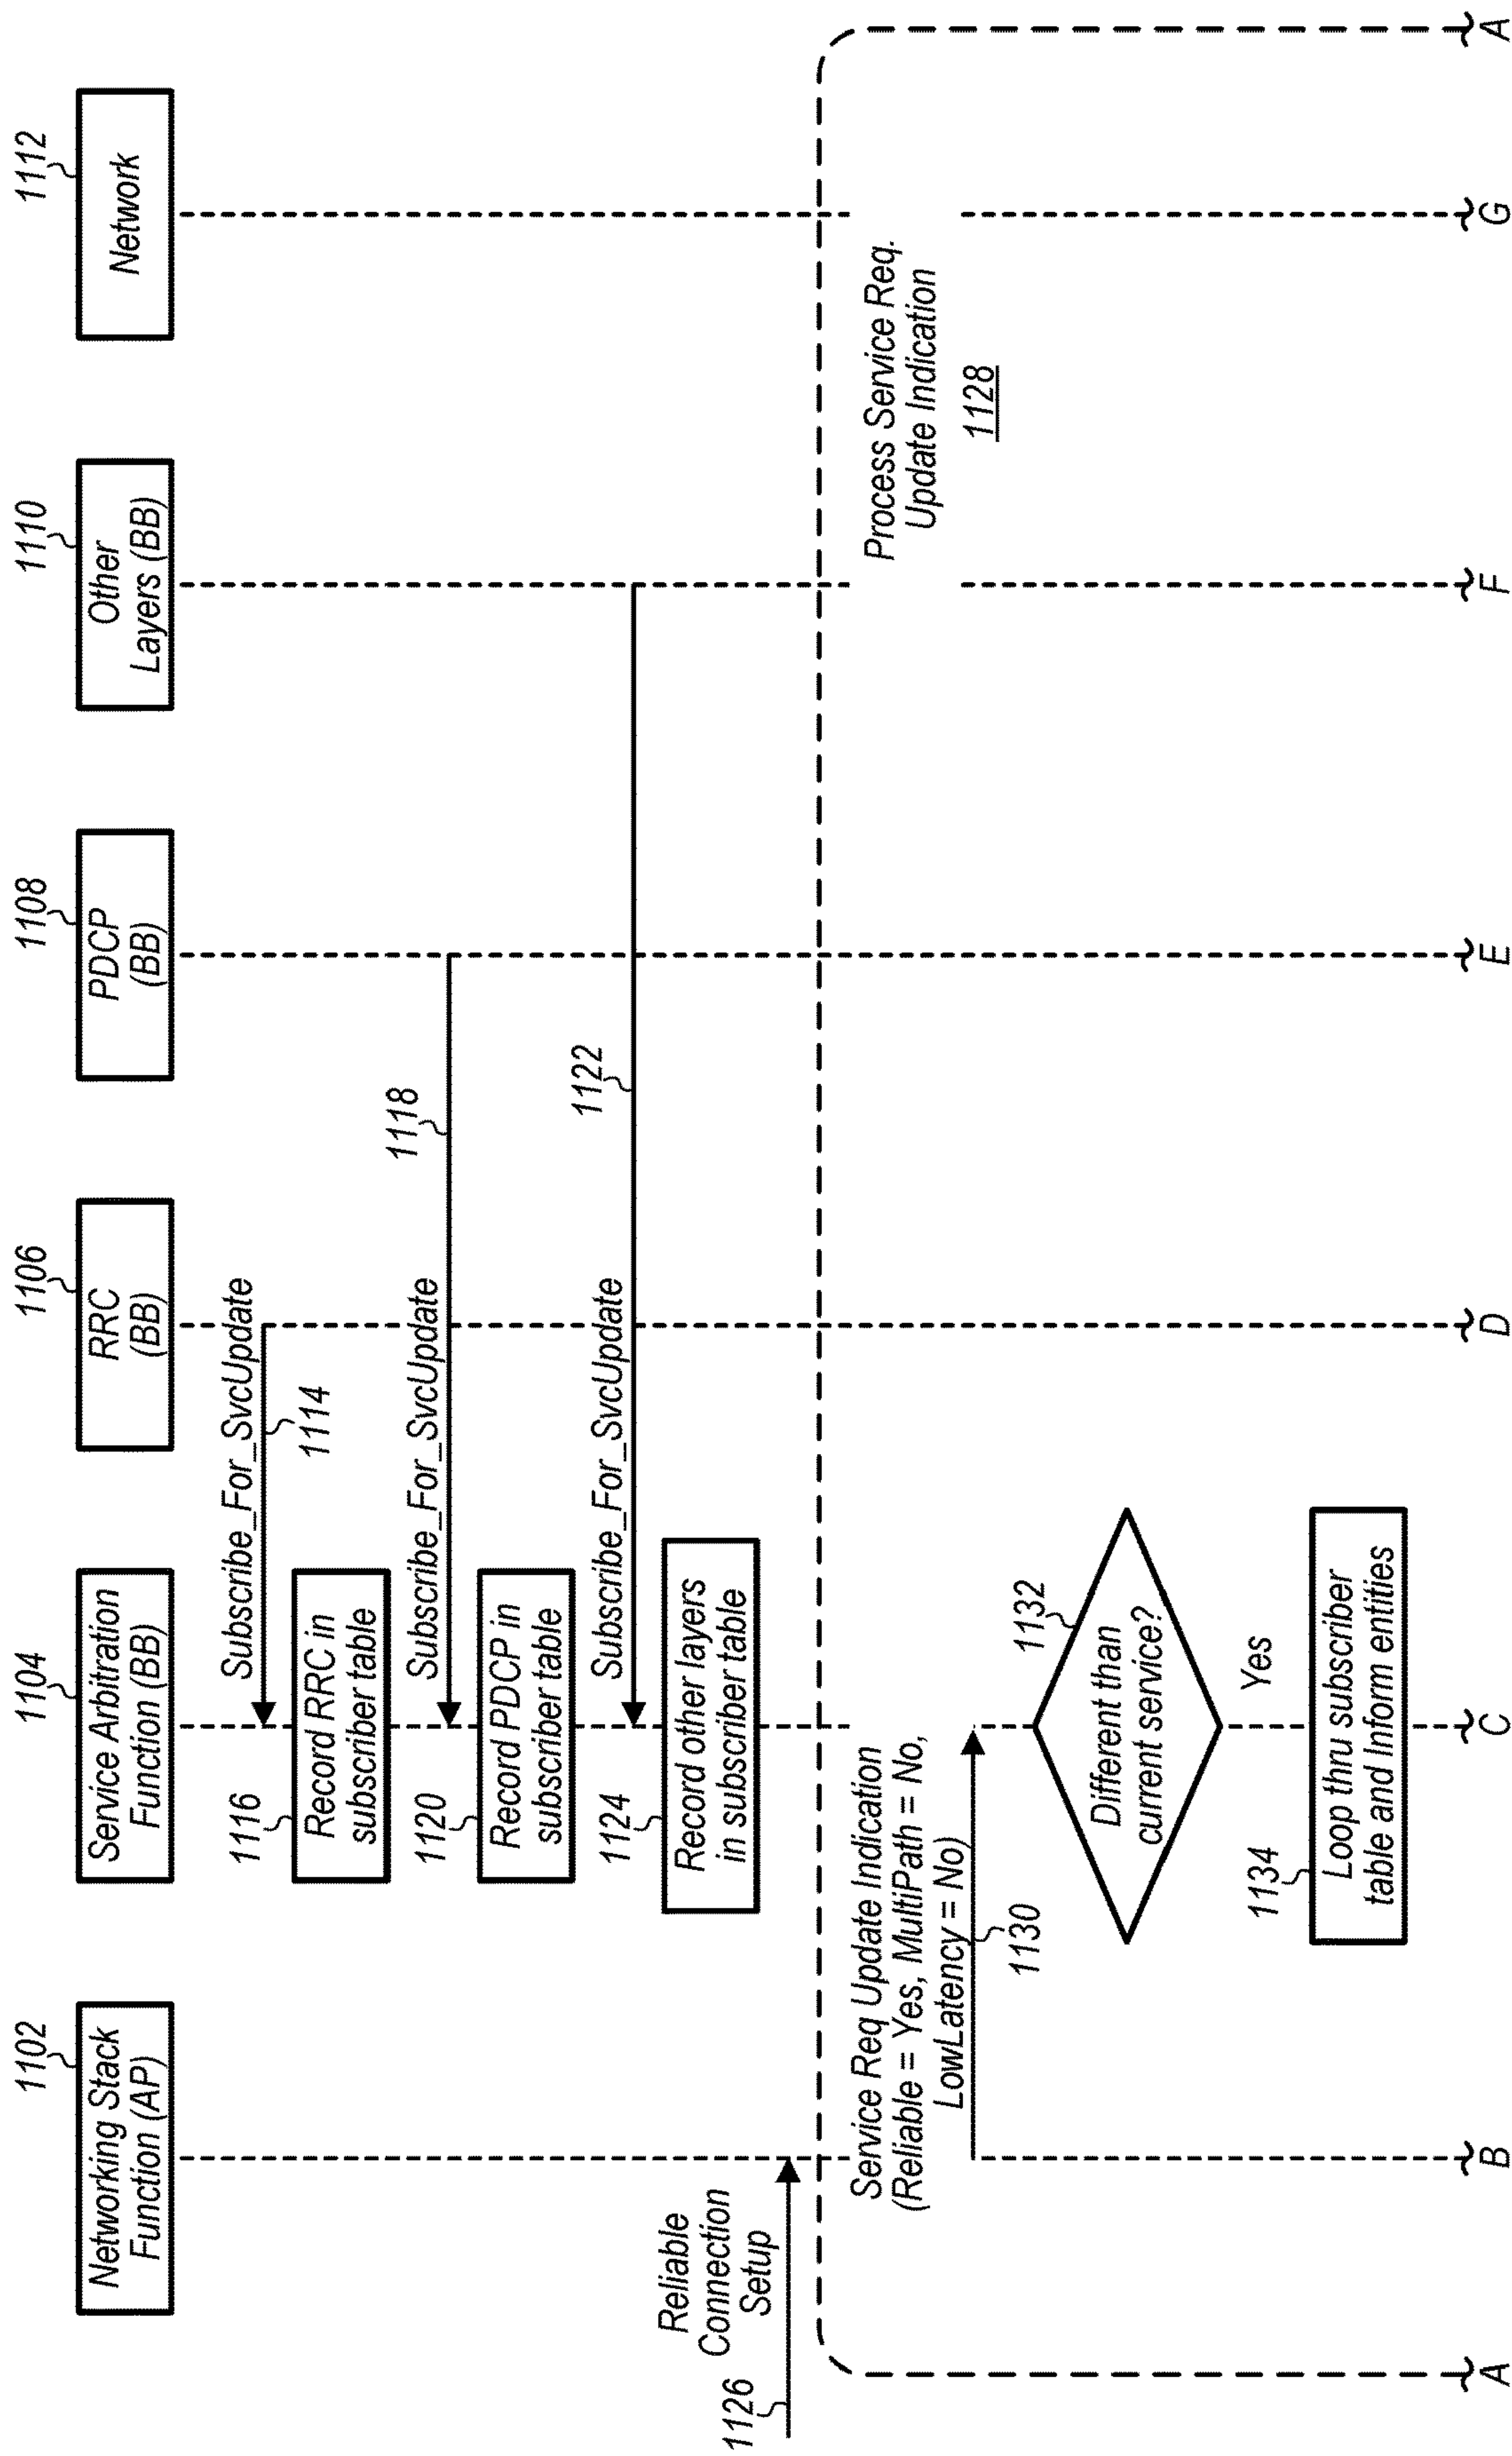 1102
Networking Stack
Function (AP)
1104
Service Arbitration
Function (BB)
1106
RRC
(BB)
1108
PDCP
(BB)
1110
Other
Layers (BB)
1112
Network
Subscribe_For_SvcUpdate
1114
1116
Record RRC in
subscriber table
Subscribe_For_SvcUpdate
1118
1120
Record PDCP in
subscriber table
Subscribe_For_SvcUpdate
1122
1124
Record other layers
in subscriber table
Reliable
Connection
Setup
1126
Process Service Req.
Update Indication
1128
Service Req Update Indication
(Reliable = Yes, MultiPath = No,
LowLatency = No)
1130
1132
Different than
current service?
Yes
1134
Loop thru subscriber
table and Inform entities
A
B
C
D
E
F
G
A